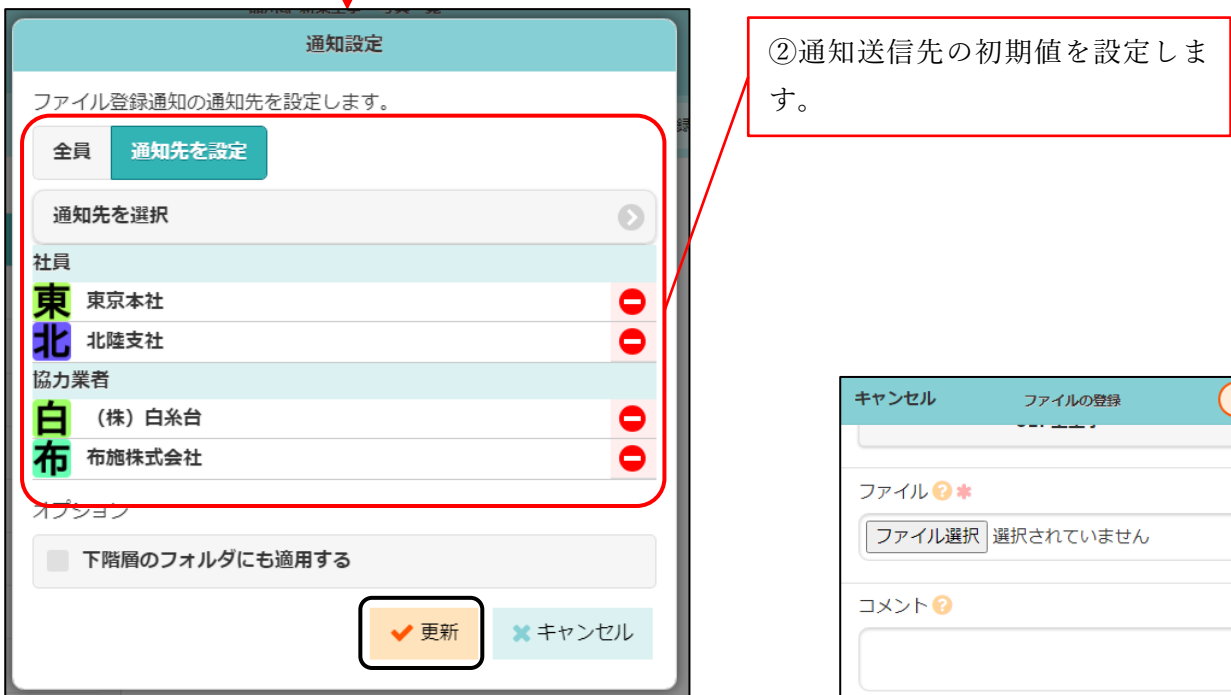 通知設定
ファイル登録通知の通知先を設定します。
全員
通知先を設定
通知先を選択
社員
東 東京本社
北 北陸支社
協力業者
白 （株）白糸台
布 布施株式会社
オプション
下階層のフォルダにも適用する
更新
キャンセル
②通知送信先の初期値を設定しま
す。
キャンセル
ファイルの登録
ファイル
ファイル選択 選択されていません
コメント